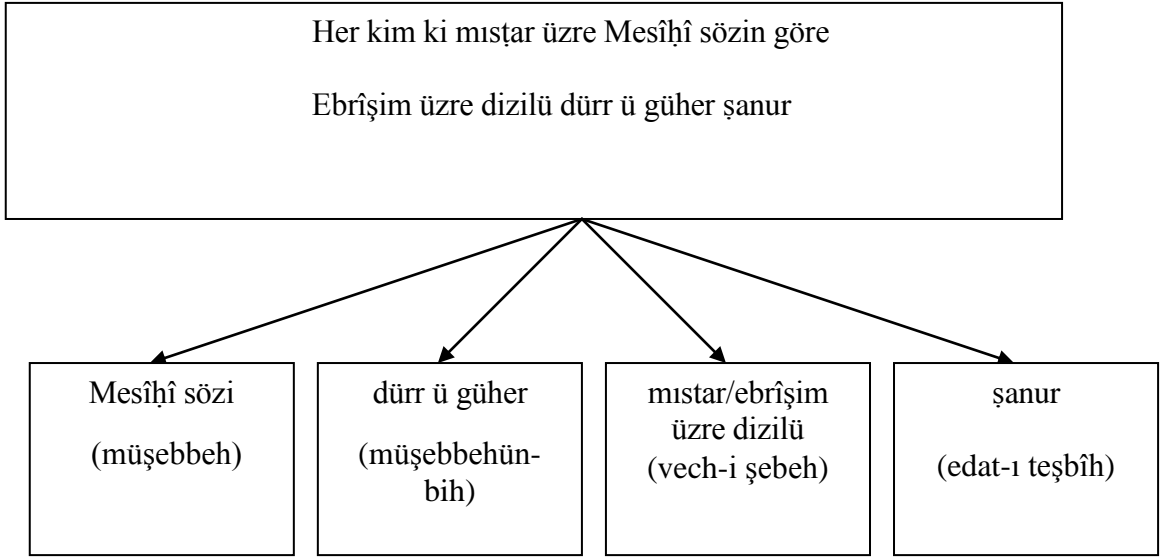 Her kim ki mısṭar üzre Mesîḥî sözin göre
Ebrîşim üzre dizilü dürr ü güher ṣanur
Mesîḥî sözi
(müşebbeh)
dürr ü güher
(müşebbehün-
bih)
mıstar/ebrîşim
üzre dizilü
(vech-i şebeh)
ṣanur
(edat-ı teşbîh)